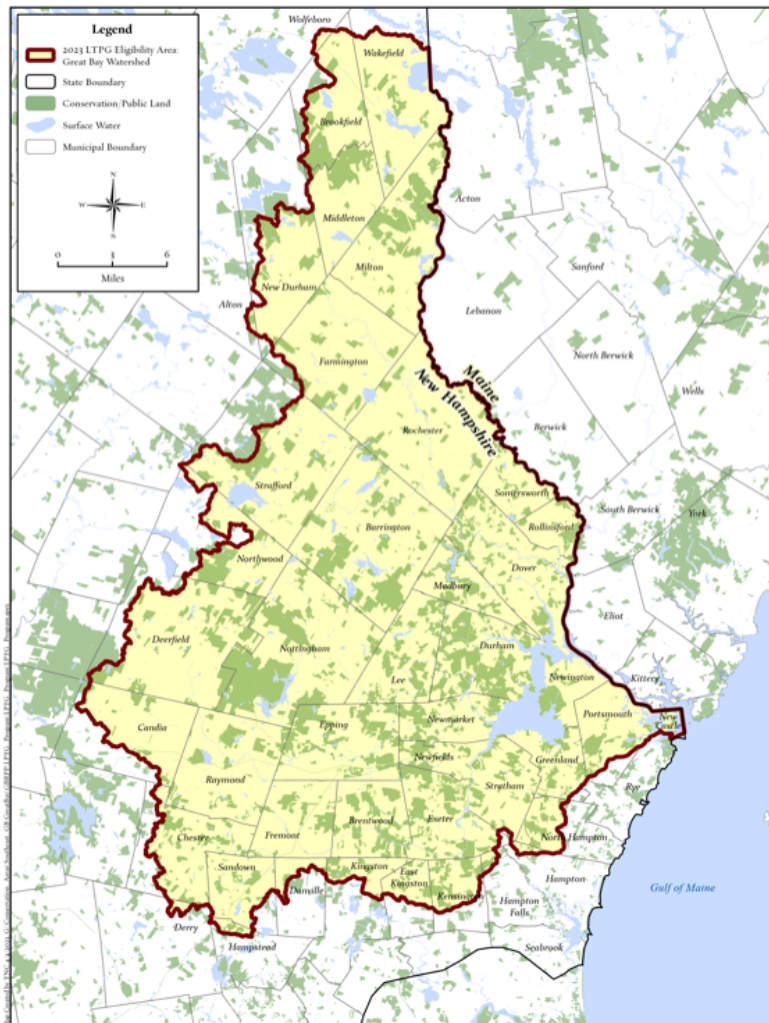 Legend
2023 LTPG Eligibility Area:
Great Bay Watershed
State Boundary
Conservation/Public Land
Surface Water
Municipal Boundary
N
W E
S
0 3 6
Miles
Wolfeboro
Wakefield
Brookfield
Acton
Middleton
Milton
Sanford
New Durham
Alton
Lebanon
North Berwick
Farmington
Maine
New Hampshire
Wells
Rochester
Berwick
Strafford
Somersworth
South Berwick
York
Barrington
Rollinsford
Northwood
Dover
Madbury
Eliot
Deerfield
Nottingham
Durham
Lee
Newington
Kittery
Candia
Epping
Newmarket
Portsmouth
New
Castle
Newfields
Greenland
Raymond
Stratham
Rye
Brentwood
Exeter
Chester
Fremont
North Hampton
Sandown
Kingston
East
Kingston
Hampton
Danville
Kensington
Hampton
Falls
Gulf of Maine
Derry
Hampstead
Seabrook